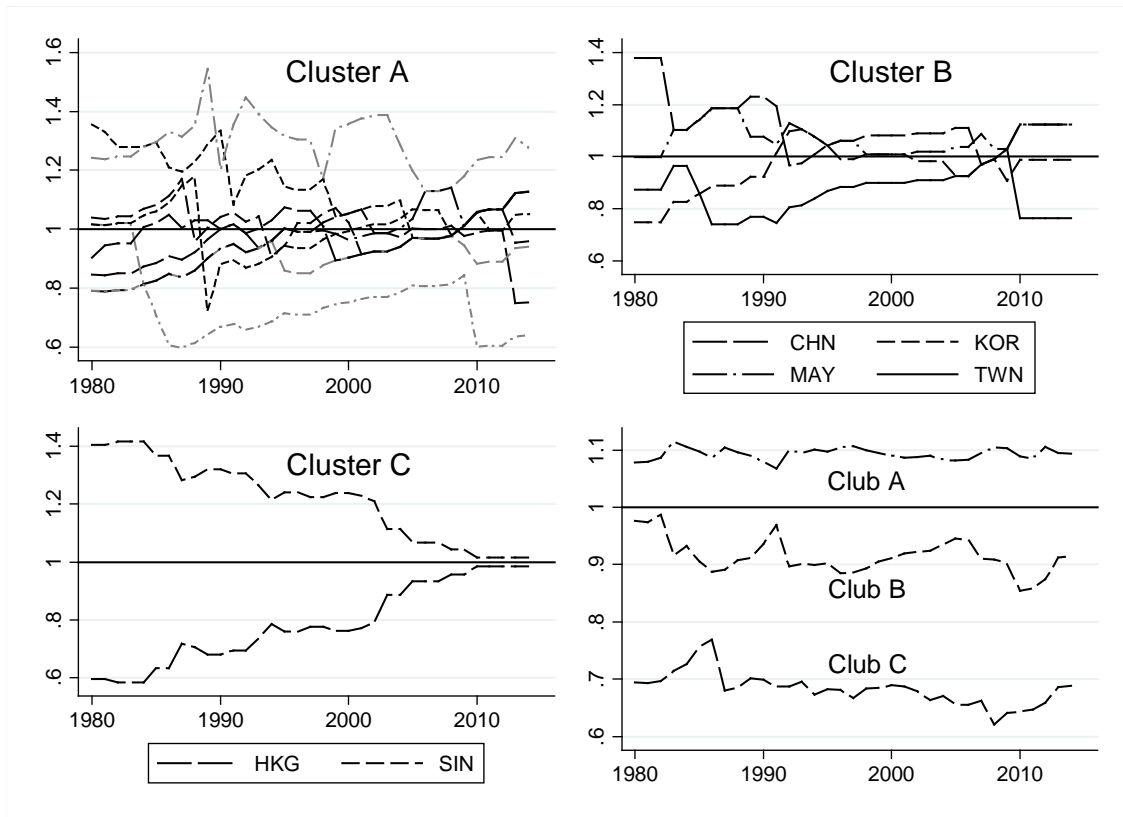 Cluster A
1.6
1.4
1.2
1
.8
.6
1980 1990 2000 2010
Cluster B
1.4
1.2
1
.8
.6
1980 1990 2000 2010
CHN KOR
MAY TWN
Cluster C
1.4
1.2
1
.8
.6
1980 1990 2000 2010
HKG SIN
1.1
Club A
1
.9
Club B
.8
Club C
.7
.6
1980 1990 2000 2010